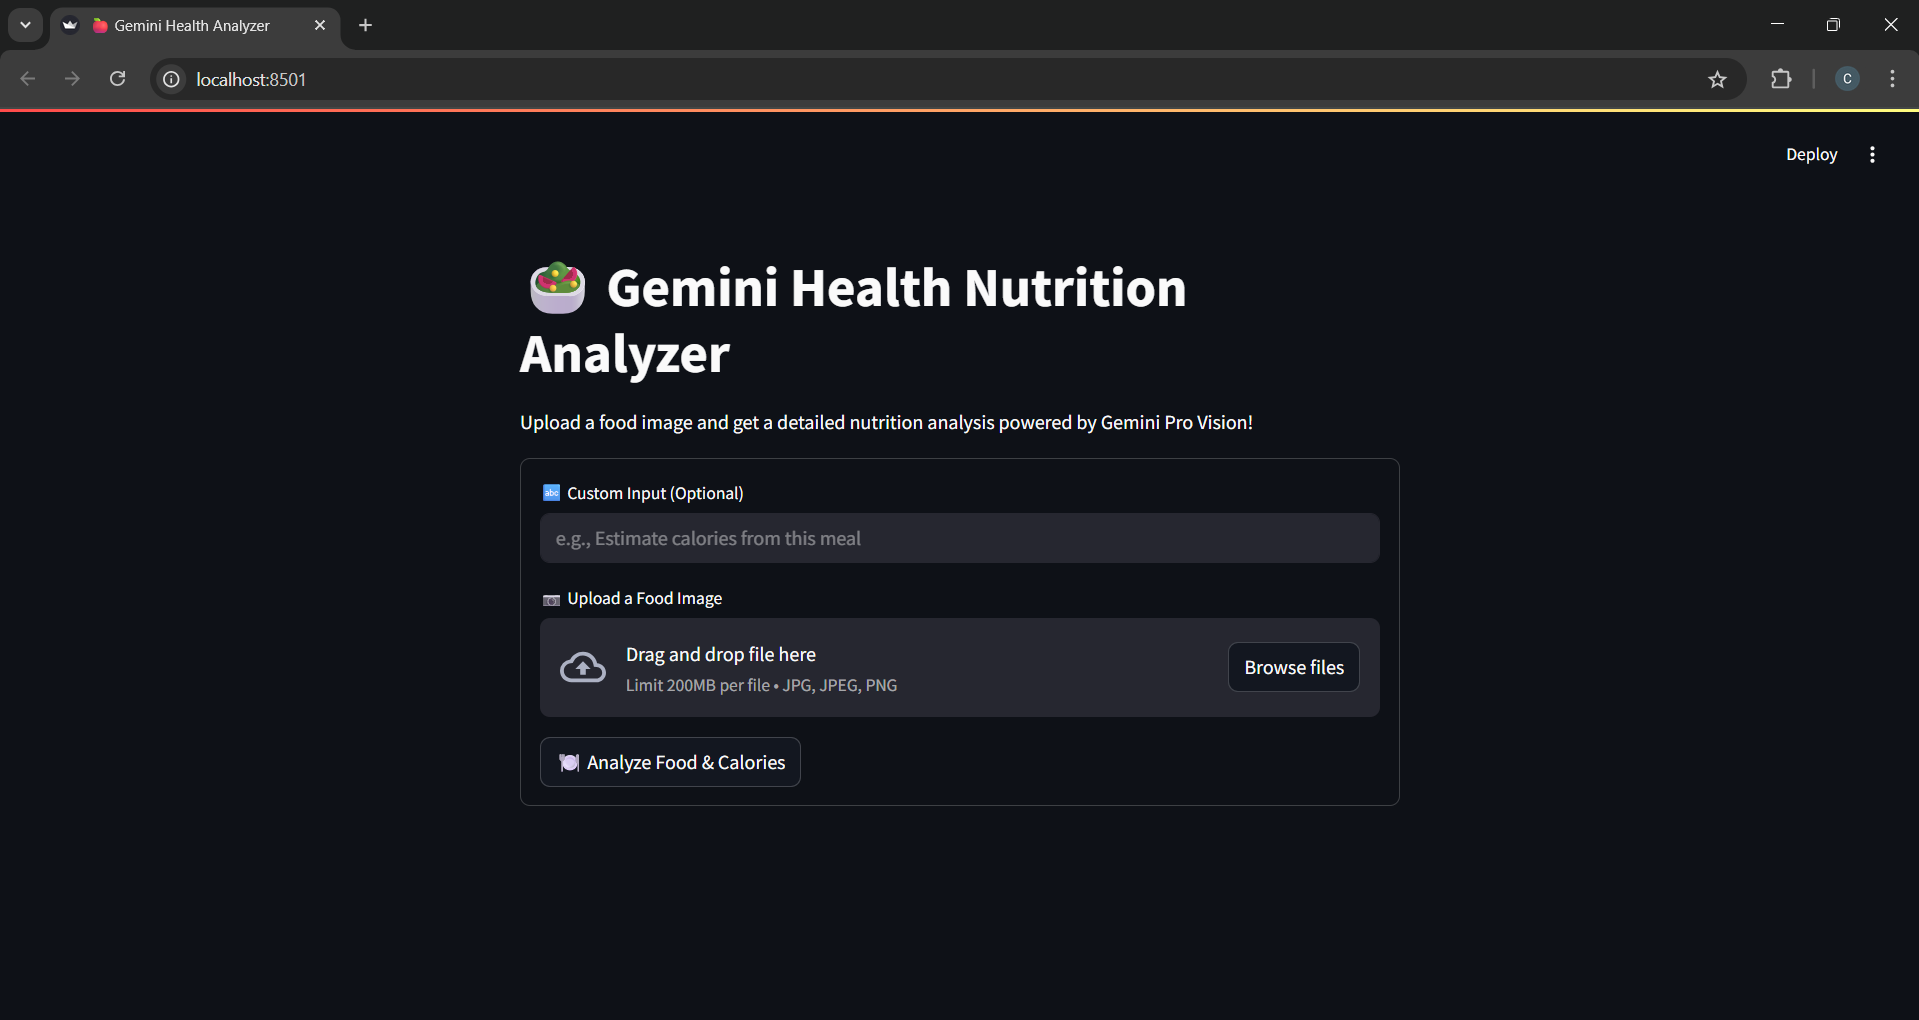 Gemini Health Analyzer
localhost:8501
C
Deploy
Gemini Health Nutrition
Analyzer
Upload a food image and get a detailed nutrition analysis powered by Gemini Pro Vision!
abc Custom Input (Optional)
e.g., Estimate calories from this meal
Upload a Food Image
Drag and drop file here
Limit 200MB per file • JPG, JPEG, PNG
Browse files
Analyze Food & Calories